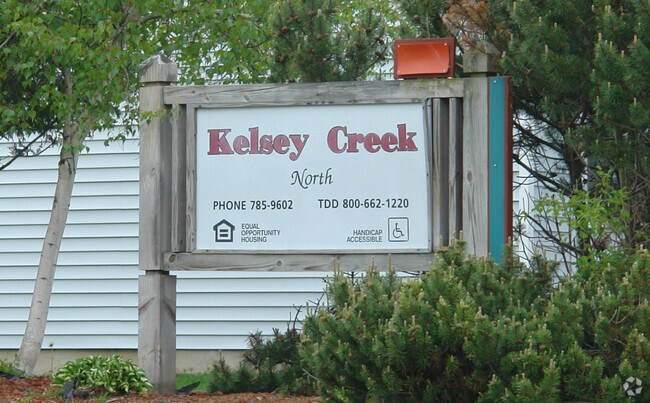 Kelsey Creek
North
PHONE 785-9602 TDD 800-662-1220
EQUAL OPPORTUNITY HOUSING
HANDICAP ACCESSIBLE